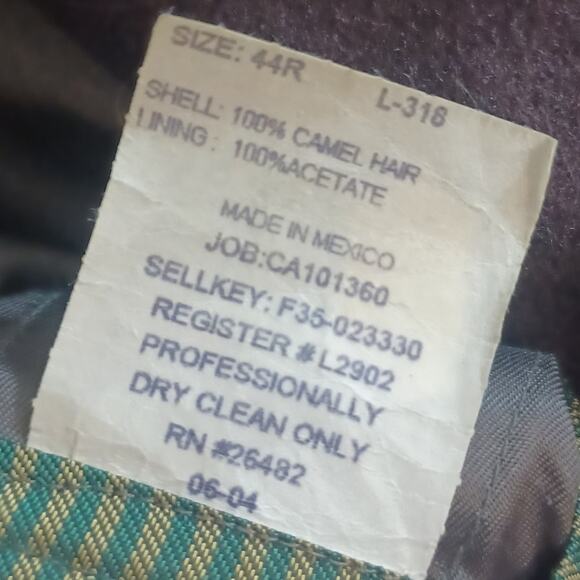 SIZE: 44R L-318
SHELL: 100% CAMEL HAIR
LINING: 100%ACETATE
MADE IN MEXICO
JOB:CA101360
SELLKEY: F35-023330
REGISTER # L2902
PROFESSIONALLY
DRY CLEAN ONLY
RN #26482
06-04